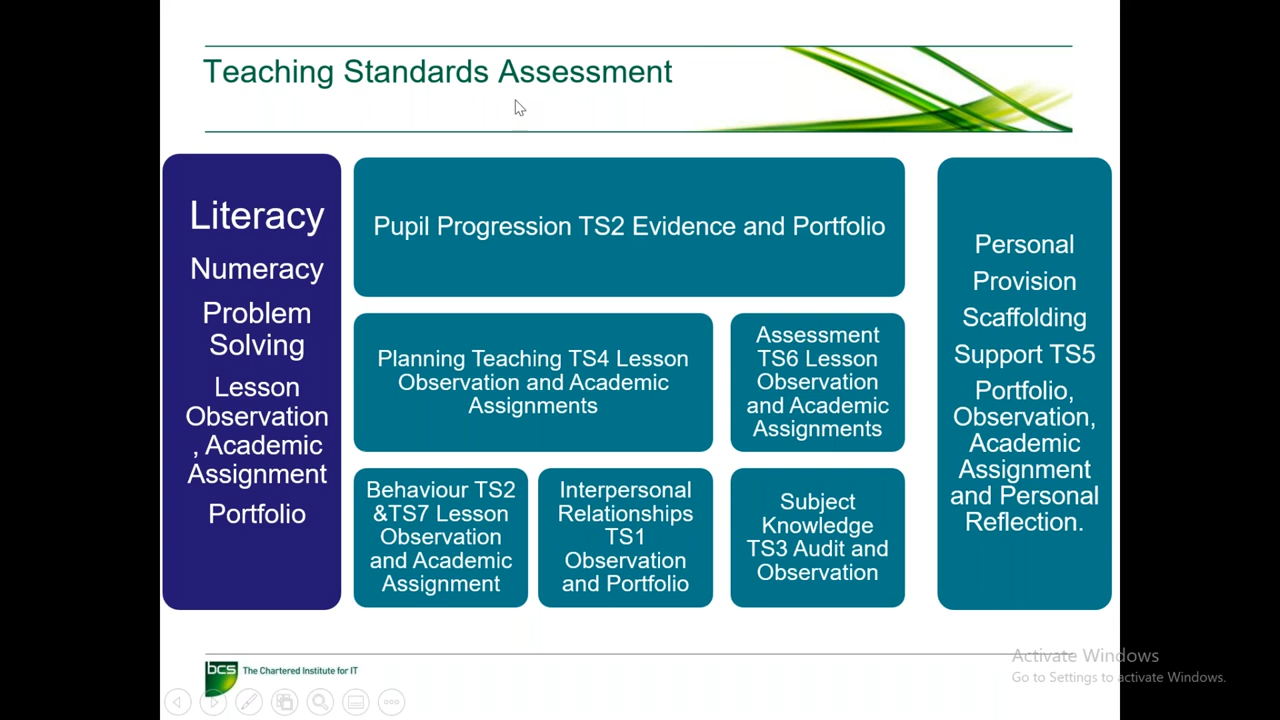 Teaching Standards Assessment
Literacy
Numeracy
Problem
Solving
Lesson
Observation
, Academic
Assignment
Portfolio
Pupil Progression TS2 Evidence and Portfolio
Planning Teaching TS4 Lesson
Observation and Academic
Assignments
Assessment
TS6 Lesson
Observation
and Academic
Assignments
Behaviour TS2
&TS7 Lesson
Observation
and Academic
Assignment
Interpersonal
Relationships
TS1
Observation
and Portfolio
Subject
Knowledge
TS3 Audit and
Observation
Personal
Provision
Scaffolding
Support TS5
Portfolio,
Observation,
Academic
Assignment
and Personal
Reflection.
bcs The Chartered Institute for IT
Activate Windows
Go to Settings to activate Windows.